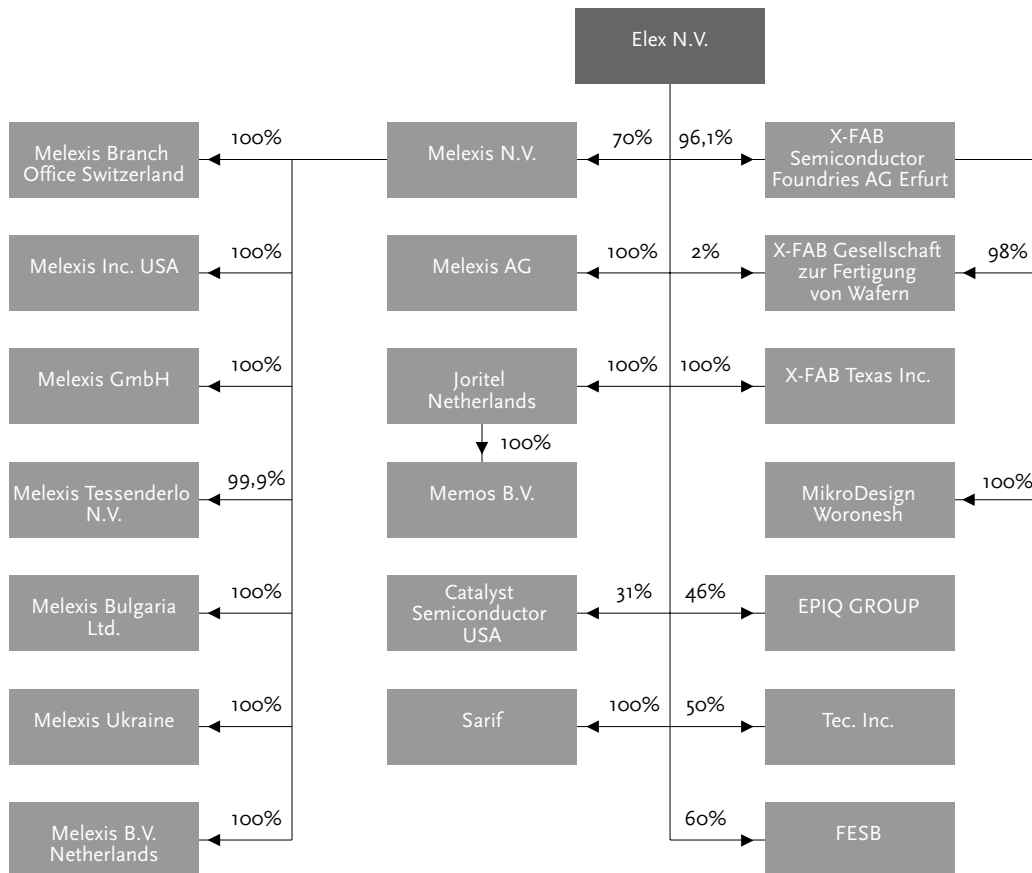 Elex N.V.
100%
70%
96,1%
Melexis Branch
Office Switzerland
Melexis N.V.
X-FAB
Semiconductor
Foundries AG Erfurt
100%
100%
2%
98%
Melexis Inc. USA
Melexis AG
X-FAB Gesellschaft
zur Fertigung
von Wafern
100%
100%
100%
Melexis GmbH
Joritel
Netherlands
X-FAB Texas Inc.
100%
99,9%
100%
Melexis Tessenderlo
N.V.
Memos B.V.
MikroDesign
Woronesh
100%
31%
46%
Melexis Bulgaria
Ltd.
Catalyst
Semiconductor
USA
EPIQ GROUP
100%
100%
50%
Melexis Ukraine
Sarif
Tec. Inc.
100%
60%
Melexis B.V.
Netherlands
FESB